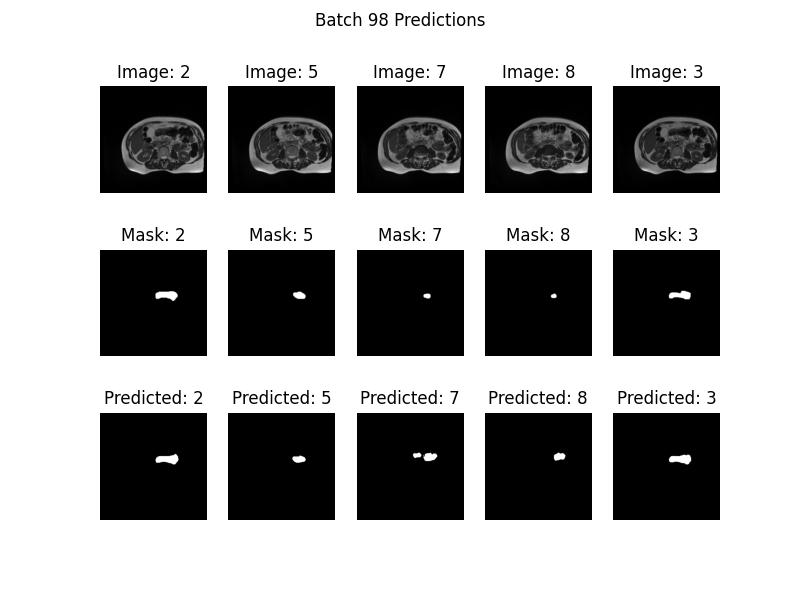 Batch 98 Predictions
Image: 2 Image: 5 Image: 7 Image: 8 Image: 3
Mask: 2 Mask: 5 Mask: 7 Mask: 8 Mask: 3
Predicted: 2 Predicted: 5 Predicted: 7 Predicted: 8 Predicted: 3